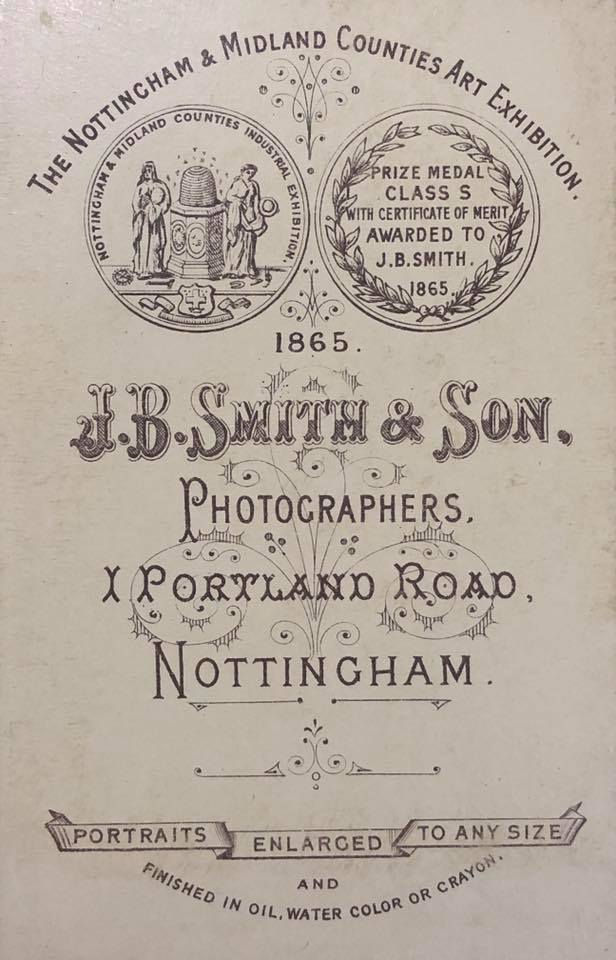 THE NOTTINGHAM & MIDLAND COUNTIES ART EXHIBITION.
NOTTINGHAM & MIDLAND COUNTIES INDUSTRIAL EXHIBITION.
PRIZE MEDAL
CLASS S
WITH CERTIFICATE OF MERIT
AWARDED TO
J.B.SMITH.
1865.
1865.
J.B.SMITH & SON,
PHOTOGRAPHERS,
1 PORTLAND ROAD,
NOTTINGHAM.
PORTRAITS ENLARGED TO ANY SIZE
AND
FINISHED IN OIL, WATER COLOR OR CRAYON.